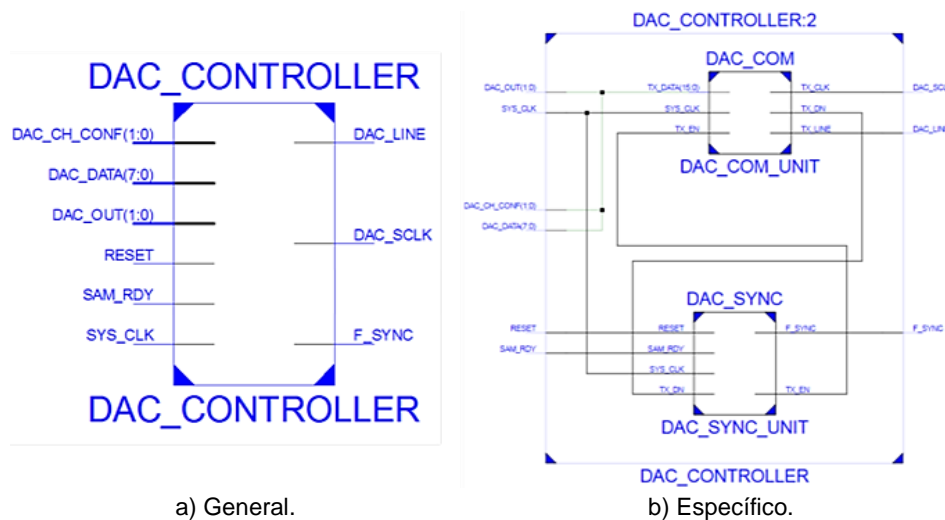 DAC_CONTROLLER
DAC_CH_CONF(1:0)
DAC_DATA(7:0)
DAC_OUT(1:0)
RESET
SAM_RDY
SYS_CLK
DAC_LINE
DAC_SCLK
F_SYNC
DAC_CONTROLLER
a) General.
DAC_CONTROLLER:2
DAC_COM
DAC_OUT(1:0) TX_DATA(15:0) TX_CLK DAC_SCL
SYS_CLK SYS_CLK TX_DN
TX_EN TX_LINE DAC_LIN
DAC_COM_UNIT
DAC_CH_CONF(1:0)
DAC_DATA(7:0)
DAC_SYNC
RESET RESET F_SYNC F_SYNC
SAM_RDY SAM_RDY
SYS_CLK
TX_DN TX_EN
DAC_SYNC_UNIT
DAC_CONTROLLER
b) Específico.